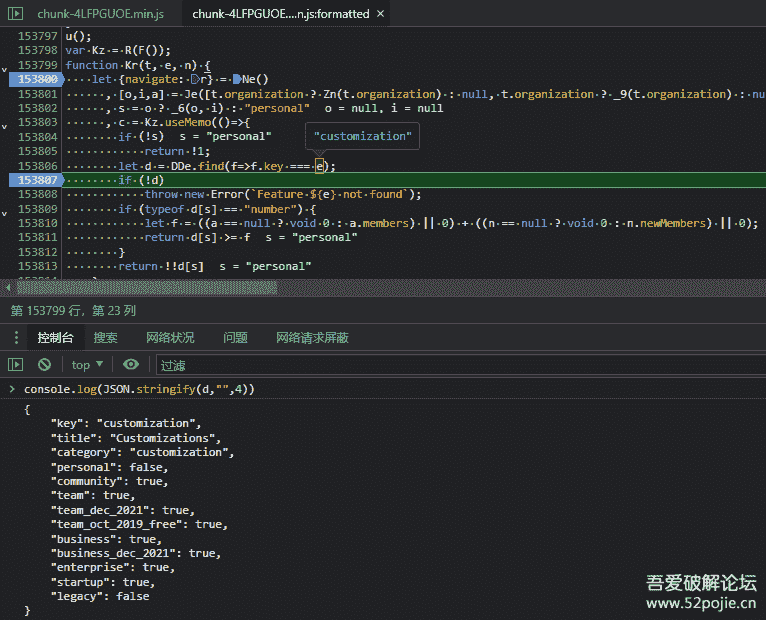 chunk-4LFPGUOE.min.js chunk-4LFPGUOE....n.js:formatted ×
153797 u();
153798 var Kz = R(F());
153799 function Kr(t, e, n) {
153800 let {navigate: r} = Ne()
153801 , [o,i,a] = Je([t.organization ? Zn(t.organization) : null, t.organization ? _9(t.organization) : nu
153802 , s = o ? _6(o, i) : "personal" o = null, i = null
153803 , c = Kz.useMemo(()=>{
153804 if (!s) s = "personal"
"customization"
153805 return !1;
153806 let d = DDe.find(f=>f.key === e);
153807 if (!d)
153808 throw new Error(`Feature ${e} not found`);
153809 if (typeof d[s] == "number") {
153810 let f = ((a == null ? void 0 : a.members) || 0) + ((n == null ? void 0 : n.newMembers) || 0);
153811 return d[s] >= f s = "personal"
153812 }
153813 return !!d[s] s = "personal"
第 153799 行，第 23 列
控制台 搜索 网络状况 问题 网络请求屏蔽
top ▼ 过滤
> console.log(JSON.stringify(d,"",4))
{
"key": "customization",
"title": "Customizations",
"category": "customization",
"personal": false,
"community": true,
"team": true,
"team_dec_2021": true,
"team_oct_2019_free": true,
"business": true,
"business_dec_2021": true,
"enterprise": true,
"startup": true,
"legacy": false
}
吾爱破解论坛
www.52pojie.cn